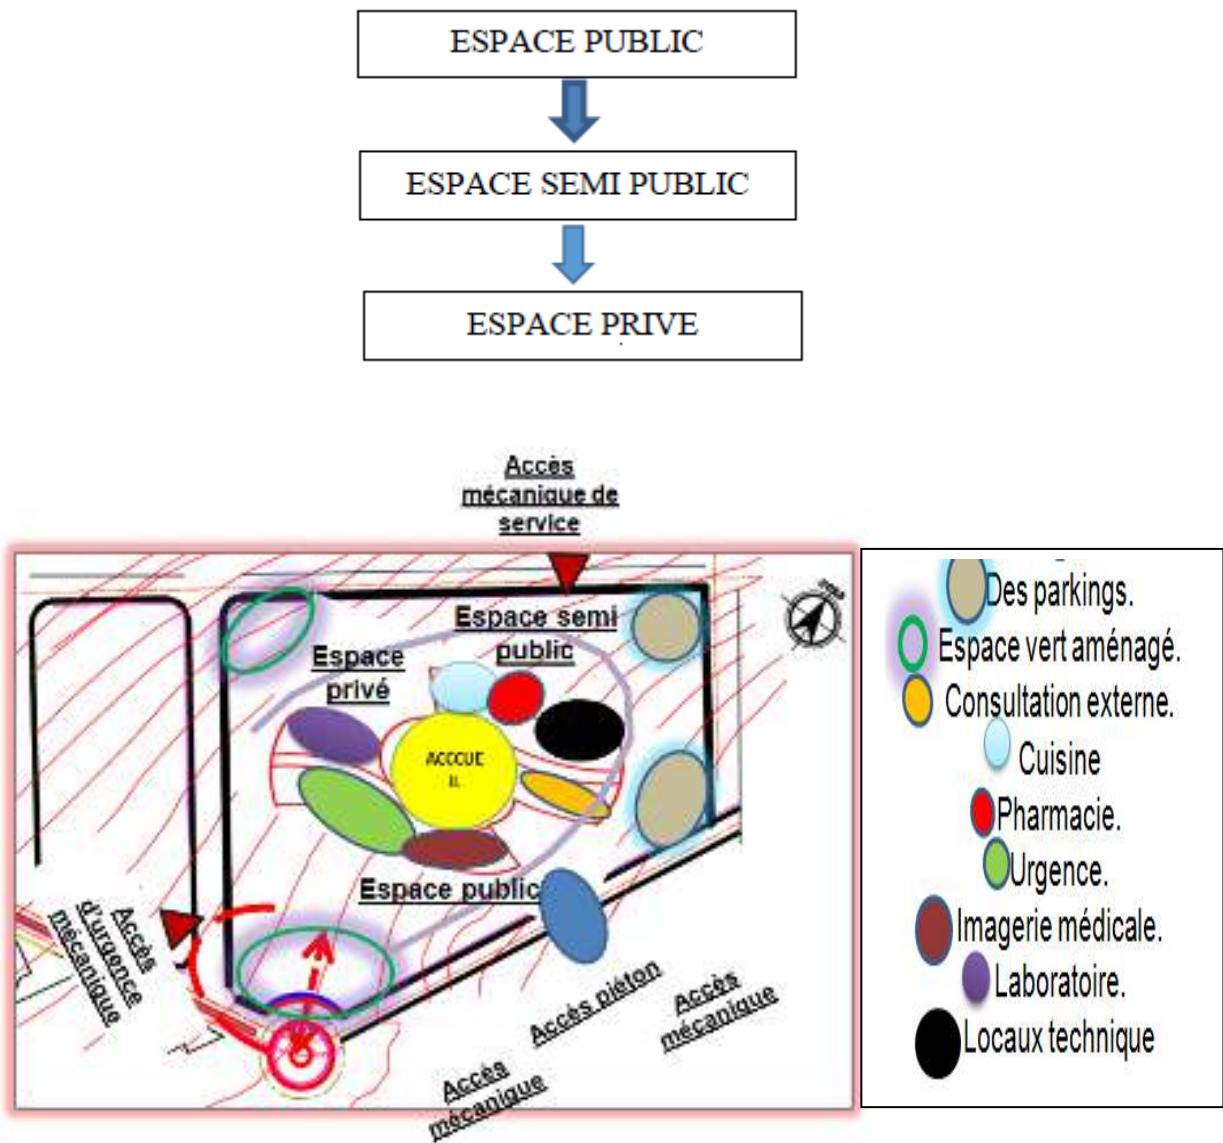 ESPACE PUBLIC
ESPACE SEMI PUBLIC
ESPACE PRIVE
Accès
mécanique de
service
Espace semi
public
Espace
privé
ACCCUE
IL
Espace public
Accès
d'urgence
mécanique
Accès piéton
Accès
mécanique
Accès
mécanique
Des parkings.
Espace vert aménagé.
Consultation externe.
Cuisine
Pharmacie.
Urgence.
Imagerie médicale.
Laboratoire.
Locaux technique